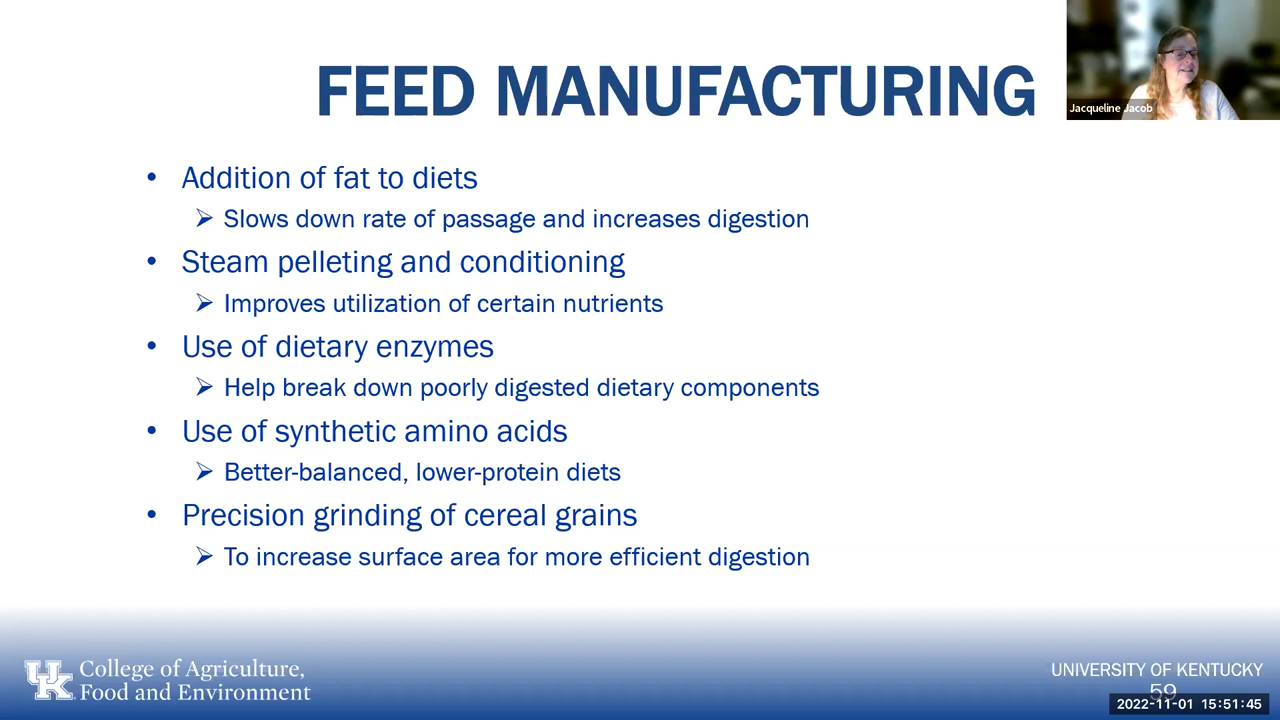 FEED MANUFACTURING
Jacqueline Jacob
• Addition of fat to diets
➢ Slows down rate of passage and increases digestion
• Steam pelleting and conditioning
➢ Improves utilization of certain nutrients
• Use of dietary enzymes
➢ Help break down poorly digested dietary components
• Use of synthetic amino acids
➢ Better-balanced, lower-protein diets
• Precision grinding of cereal grains
➢ To increase surface area for more efficient digestion
UK College of Agriculture,
Food and Environment
UNIVERSITY OF KENTUCKY
59
2022-11-01 15:51:45